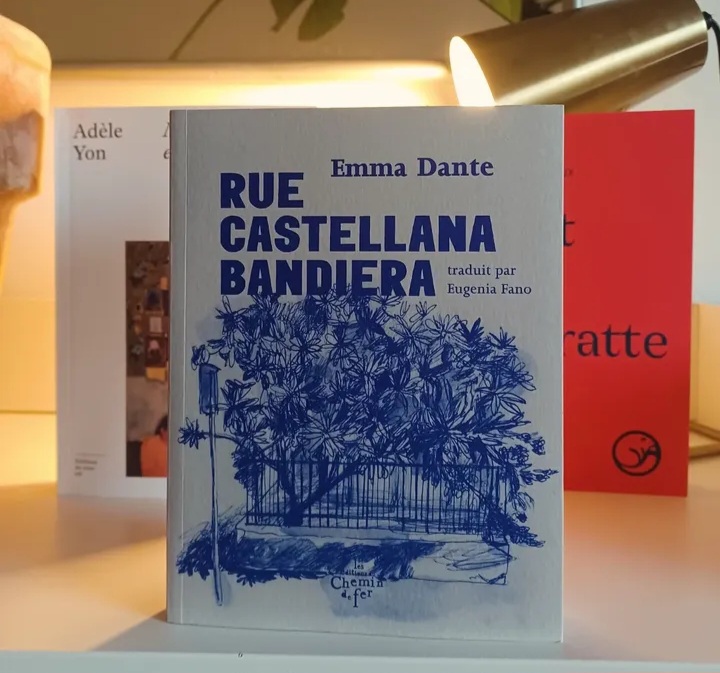 Adèle
Yon
Emma Dante
RUE
CASTELLANA
BANDIERA
traduit par
Eugenia Fano
ratte
les
éditions
Chemin
de fer